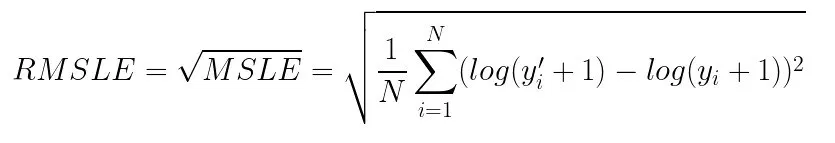 RMSLE = √MSLE = √(1/N ∑_{i=1}^{N} (log(y′_i + 1) − log(y_i + 1))²)